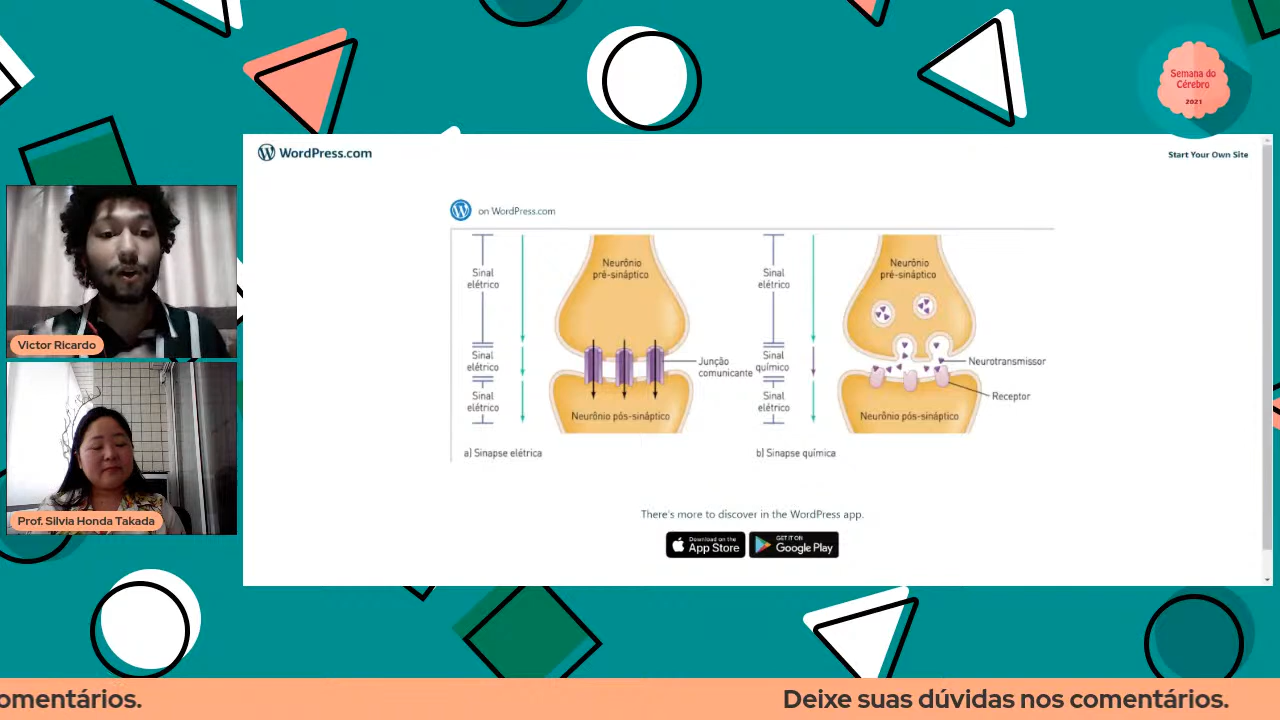 Semana do
Cérebro
2021
WordPress.com
Start Your Own Site
on WordPress.com
Sinal
elétrico
Sinal
elétrico
Sinal
elétrico
Neurônio
pré-sináptico
Junção
comunicante
Neurônio pós-sináptico
a) Sinapse elétrica
Sinal
elétrico
Sinal
químico
Sinal
elétrico
Neurônio
pré-sináptico
Neurotransmissor
Receptor
Neurônio pós-sináptico
b) Sinapse química
There's more to discover in the WordPress app.
Download on the
App Store
GET IT ON
Google Play
Victor Ricardo
Prof. Silvia Honda Takada
omentários.
Deixe suas dúvidas nos comentários.